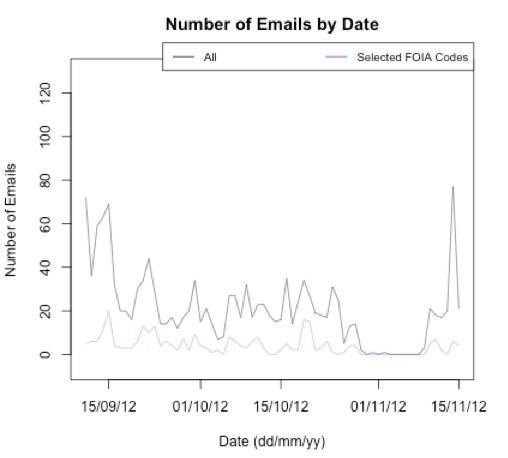 Number of Emails by Date
All
Selected FOIA Codes
Number of Emails
120
100
80
60
40
20
0
15/09/12
01/10/12
15/10/12
01/11/12
15/11/12
Date (dd/mm/yy)